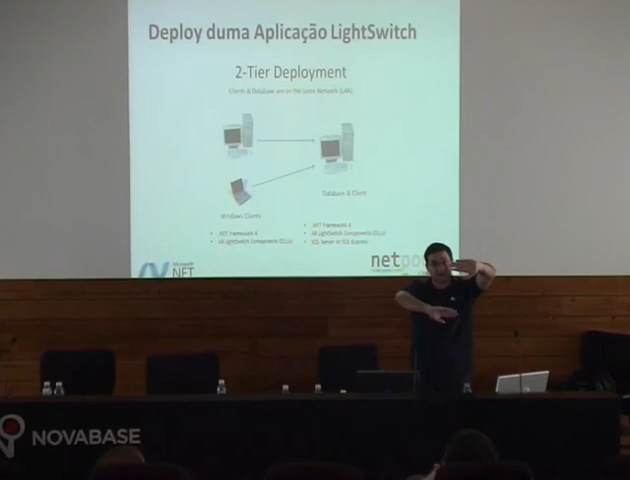 Deploy duma Aplicação LightSwitch
2-Tier Deployment
Clients & Database are on the same Network (LAN)
Database & Client
Windows Clients
.NET Framework 4
All LightSwitch Components (DLLs)
.NET Framework 4
All LightSwitch Components (DLLs)
SQL Server or SQL Express
Microsoft
.NET
netpo
NOVABASE